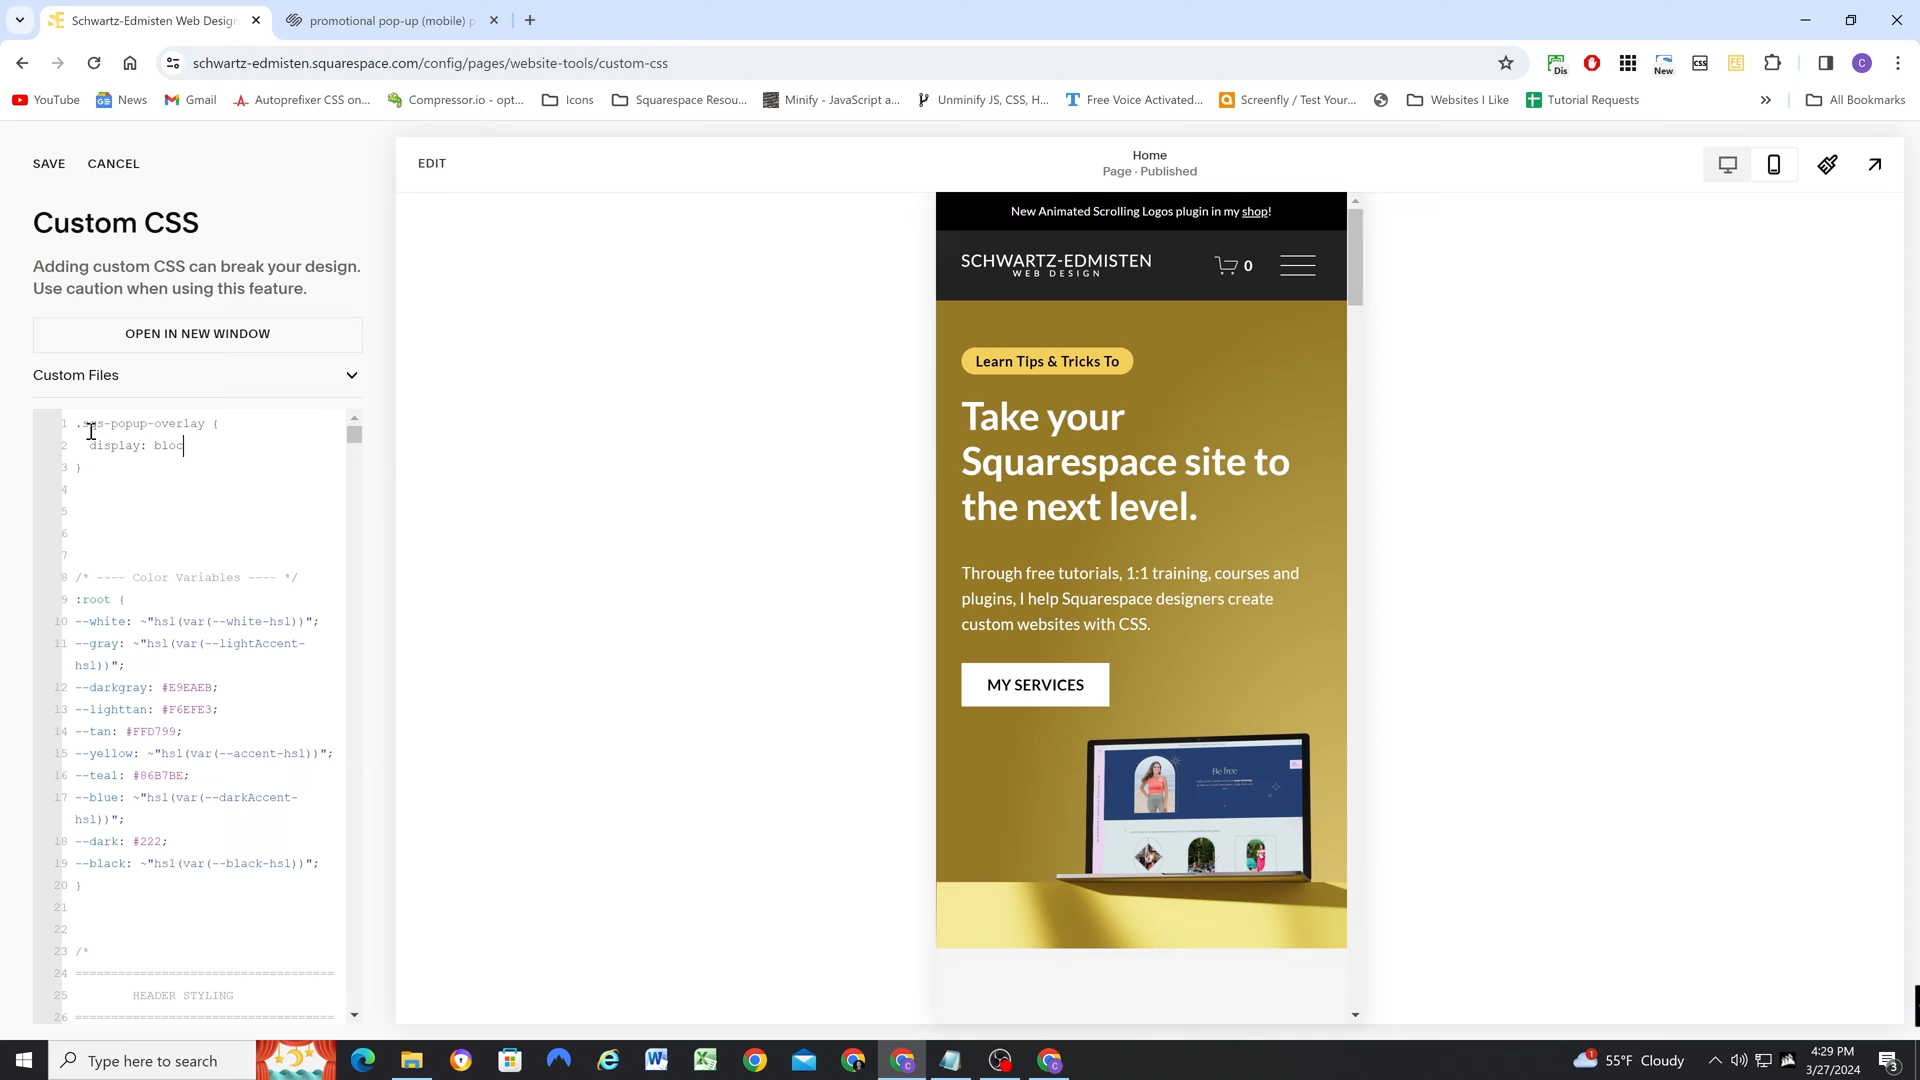 Schwartz-Edmisten Web Design
promotional pop-up (mobile) p
schwartz-edmisten.squarespace.com/config/pages/website-tools/custom-css
Dis
New
css
FE
C
YouTube
News
Gmail
Autoprefixer CSS on...
Compressor.io - opt...
Icons
Squarespace Resou...
Minify - JavaScript a...
Unminify JS, CSS, H...
Free Voice Activated...
Screenfly / Test Your...
Websites I Like
Tutorial Requests
»
All Bookmarks
SAVE CANCEL
EDIT
Home
Page · Published
Custom CSS
Adding custom CSS can break your design.
Use caution when using this feature.
OPEN IN NEW WINDOW
Custom Files
1 .sqs-popup-overlay {
2 display: bloc
3 }
4
5
6
7
8 /* ---- Color Variables ---- */
9 :root {
10 --white: ~"hsl(var(--white-hsl))";
11 --gray: ~"hsl(var(--lightAccent-
hsl))";
12 --darkgray: #E9EAEB;
13 --lighttan: #F6EFE3;
14 --tan: #FFD799;
15 --yellow: ~"hsl(var(--accent-hsl))";
16 --teal: #86B7BE;
17 --blue: ~"hsl(var(--darkAccent-
hsl))";
18 --dark: #222;
19 --black: ~"hsl(var(--black-hsl))";
20 }
21
22
23 /*
24 ====================================
25 HEADER STYLING
26 ====================================
New Animated Scrolling Logos plugin in my shop!
SCHWARTZ-EDMISTEN
WEB DESIGN
0
Learn Tips & Tricks To
Take your
Squarespace site to
the next level.
Through free tutorials, 1:1 training, courses and
plugins, I help Squarespace designers create
custom websites with CSS.
MY SERVICES
Be free
Type here to search
1
55°F Cloudy
4:29 PM
3/27/2024
3